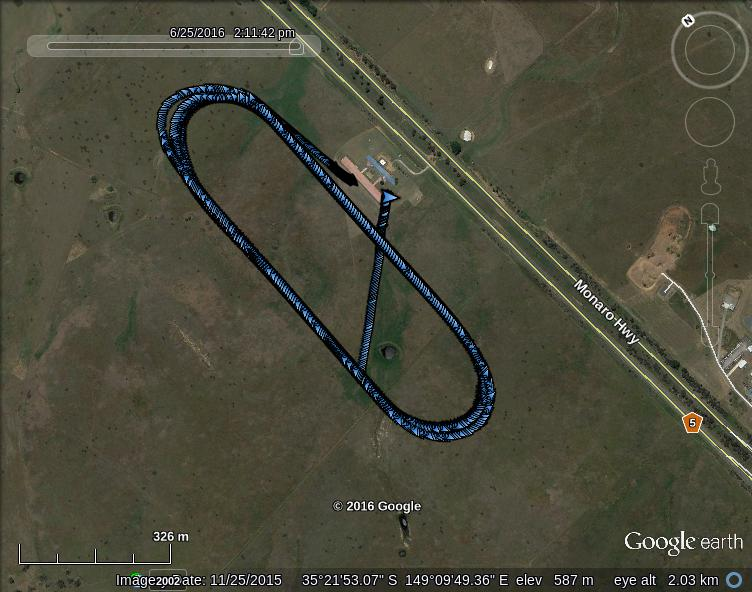 6/25/2016 2:11:42 pm
N
Monaro Hwy
5
© 2016 Google
326 m
Google earth
2002
Imagery Date: 11/25/2015 35°21'53.07" S 149°09'49.36" E elev 587 m eye alt 2.03 km